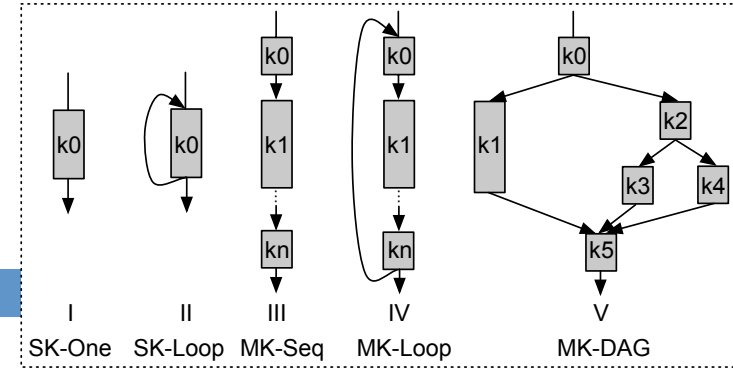 k0
k0
k0
k1
kn
k0
k1
kn
k0
k1
k2
k3
k4
k5
I II III IV V
SK-One SK-Loop MK-Seq MK-Loop MK-DAG